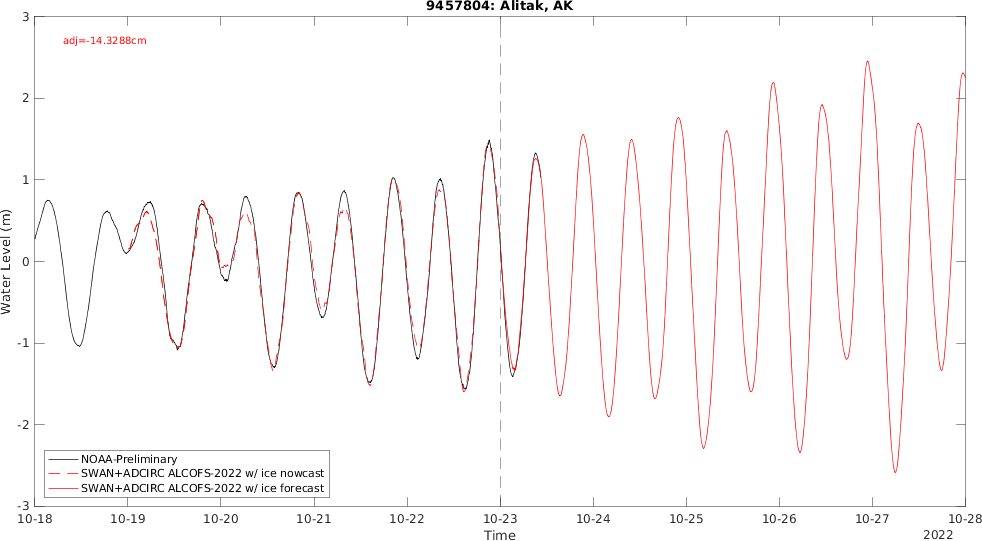 9457804: Alitak, AK
adj=-14.3288cm
Water Level (m)
3
2
1
0
-1
-2
-3
NOAA-Preliminary
SWAN+ADCIRC ALCOFS-2022 w/ ice nowcast
SWAN+ADCIRC ALCOFS-2022 w/ ice forecast
10-18 10-19 10-20 10-21 10-22 10-23 10-24 10-25 10-26 10-27 10-28
Time
2022